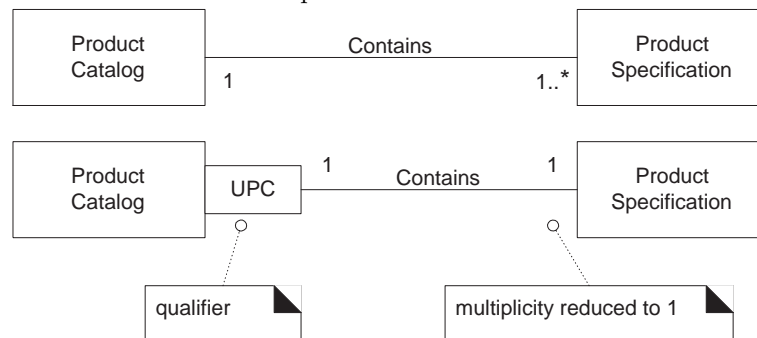 Product
Catalog
Contains
Product
Specification
1
1..*
Product
Catalog
UPC
1
Contains
1
Product
Specification
qualifier
multiplicity reduced to 1